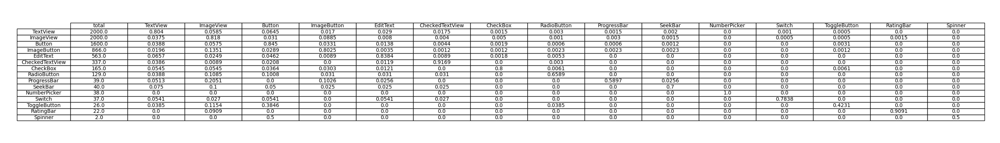 total TextView ImageView Button ImageButton EditText CheckedTextView CheckBox RadioButton ProgressBar SeekBar NumberPicker Switch ToggleButton RatingBar Spinner
TextView 2000.0 0.804 0.0585 0.0645 0.017 0.029 0.0175 0.0015 0.003 0.0015 0.002 0.0 0.001 0.0005 0.0 0.0
ImageView 2000.0 0.0375 0.818 0.031 0.0885 0.008 0.004 0.005 0.001 0.003 0.0015 0.0 0.0005 0.0005 0.0015 0.0
Button 1600.0 0.0388 0.0575 0.845 0.0331 0.0138 0.0044 0.0019 0.0006 0.0006 0.0012 0.0 0.0 0.0031 0.0 0.0
ImageButton 866.0 0.0196 0.1351 0.0289 0.8025 0.0035 0.0012 0.0012 0.0023 0.0023 0.0023 0.0 0.0 0.0012 0.0 0.0
EditText 563.0 0.0657 0.0249 0.0462 0.0089 0.8384 0.0089 0.0018 0.0053 0.0 0.0 0.0 0.0 0.0 0.0 0.0
CheckedTextView 337.0 0.0386 0.0089 0.0208 0.0 0.0119 0.9169 0.0 0.003 0.0 0.0 0.0 0.0 0.0 0.0 0.0
CheckBox 165.0 0.0545 0.0545 0.0364 0.0303 0.0121 0.0 0.8 0.0061 0.0 0.0 0.0 0.0 0.0061 0.0 0.0
RadioButton 129.0 0.0388 0.1085 0.1008 0.031 0.031 0.031 0.0 0.6589 0.0 0.0 0.0 0.0 0.0 0.0 0.0
ProgressBar 39.0 0.0513 0.2051 0.0 0.1026 0.0256 0.0 0.0 0.0 0.5897 0.0256 0.0 0.0 0.0 0.0 0.0
SeekBar 40.0 0.075 0.1 0.05 0.025 0.025 0.025 0.0 0.0 0.0 0.7 0.0 0.0 0.0 0.0 0.0
NumberPicker 38.0 0.0 0.0 0.0 0.0 0.0 0.0 0.0 0.0 0.0 0.0 1.0 0.0 0.0 0.0 0.0
Switch 37.0 0.0541 0.027 0.0541 0.0 0.0541 0.027 0.0 0.0 0.0 0.0 0.0 0.7838 0.0 0.0 0.0
ToggleButton 26.0 0.0385 0.1154 0.3846 0.0 0.0 0.0 0.0 0.0385 0.0 0.0 0.0 0.0 0.4231 0.0 0.0
RatingBar 22.0 0.0 0.0909 0.0 0.0 0.0 0.0 0.0 0.0 0.0 0.0 0.0 0.0 0.0 0.9091 0.0
Spinner 2.0 0.0 0.0 0.5 0.0 0.0 0.0 0.0 0.0 0.0 0.0 0.0 0.0 0.0 0.0 0.5